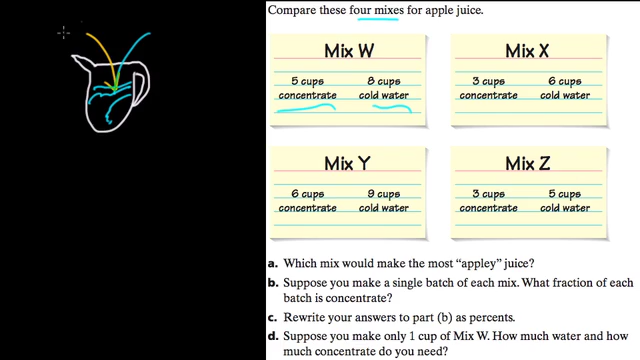 Compare these four mixes for apple juice.
Mix W
5 cups 8 cups
concentrate cold water
Mix X
3 cups 6 cups
concentrate cold water
Mix Y
6 cups 9 cups
concentrate cold water
Mix Z
3 cups 5 cups
concentrate cold water
a. Which mix would make the most “appley” juice?
b. Suppose you make a single batch of each mix. What fraction of each
batch is concentrate?
c. Rewrite your answers to part (b) as percents.
d. Suppose you make only 1 cup of Mix W. How much water and how
much concentrate do you need?